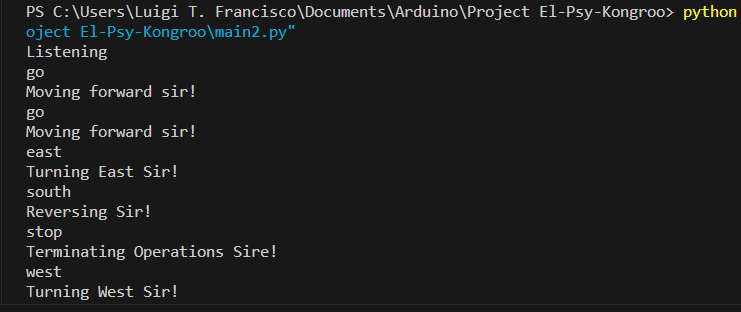 PS C:\Users\Luigi T. Francisco\Documents\Arduino\Project El-Psy-Kongroo> python
oject El-Psy-Kongroo\main2.py"
Listening
go
Moving forward sir!
go
Moving forward sir!
east
Turning East Sir!
south
Reversing Sir!
stop
Terminating Operations Sire!
west
Turning West Sir!